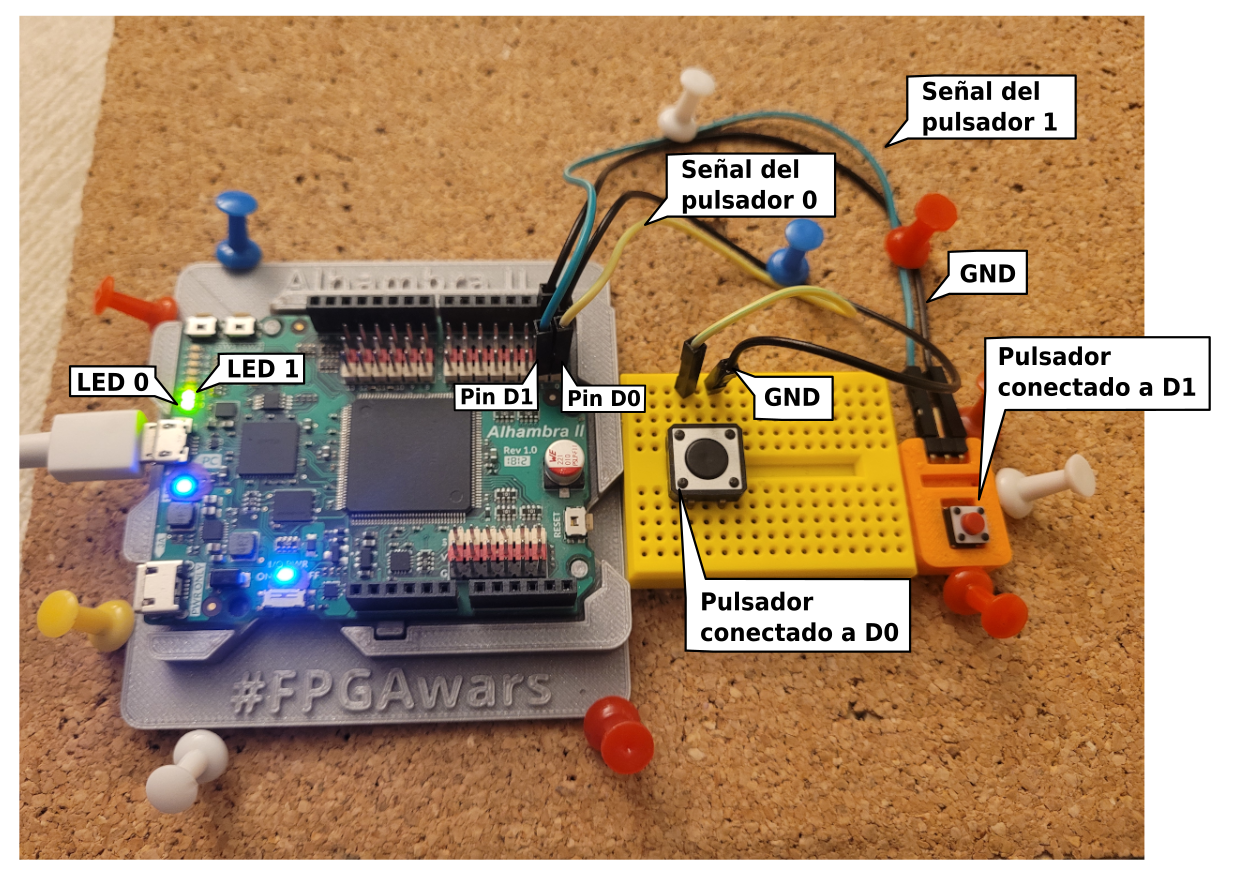 Señal del
pulsador 1
Señal del
pulsador 0
GND
Alhambra II
LED 1
LED 0
Pulsador
conectado a D1
Pin D1
Pin D0
GND
Alhambra II
Rev 1.0
1812
RESET
Pulsador
conectado a D0
#FPGAwars